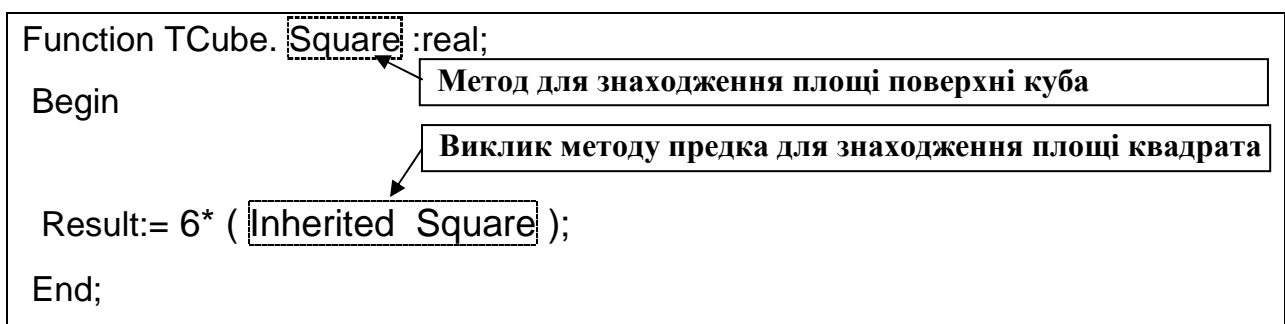 Function TCube. Square :real;
Метод для знаходження площі поверхні куба
Begin
Виклик методу предка для знаходження площі квадрата
Result:= 6* ( Inherited Square );
End;